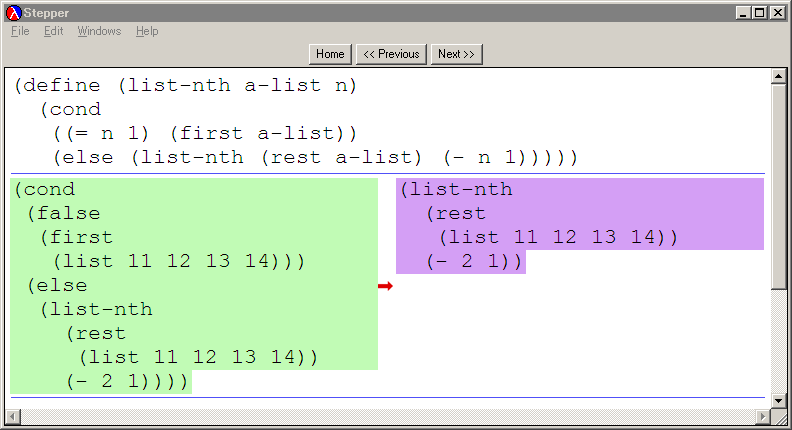 Stepper
File Edit Windows Help
Home << Previous Next >>
(define (list-nth a-list n)
  (cond
   ((= n 1) (first a-list))
   (else (list-nth (rest a-list) (- n 1)))))
(cond
 (false
  (first
   (list 11 12 13 14)))
 (else
  (list-nth
    (rest
     (list 11 12 13 14))
    (- 2 1))))
(list-nth
  (rest
   (list 11 12 13 14))
  (- 2 1))